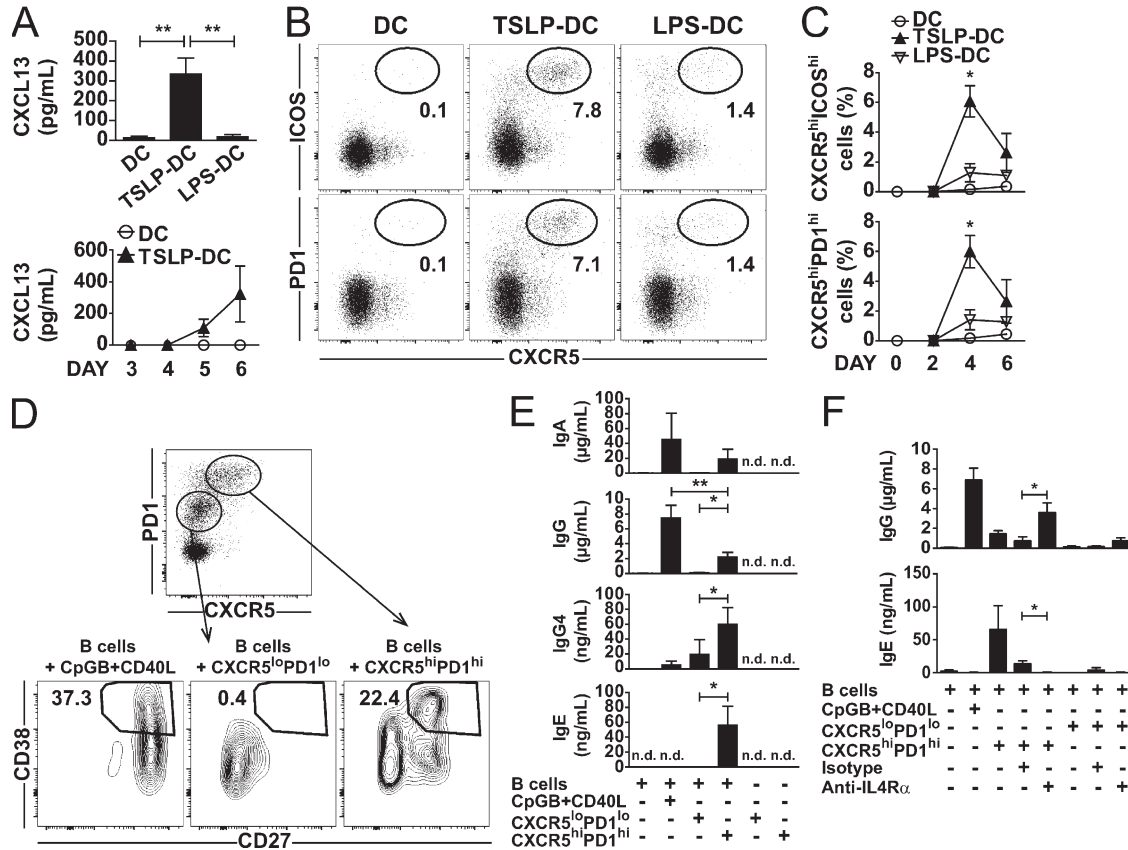 A
CXCL13
(pg/mL)
500
400
300
200
100
0
** **
DC
TSLP-DC
LPS-DC
CXCL13
(pg/mL)
600
400
200
0
DC
TSLP-DC
DAY 3 4 5 6
B
DC TSLP-DC LPS-DC
ICOS
0.1 7.8 1.4
PD1
0.1 7.1 1.4
CXCR5
C
DC
TSLP-DC
LPS-DC
CXCR5hiICOShi
cells (%)
8
6
4
2
0
*
CXCR5hiPD1hi
cells (%)
8
6
4
2
0
*
DAY 0 2 4 6
D
PD1
CXCR5
B cells
+ CpGB+CD40L
B cells
+ CXCR5loPD1lo
B cells
+ CXCR5hiPD1hi
37.3 0.4 22.4
CD38
CD27
E
IgA
(µg/mL)
100
80
60
40
20
0
n.d. n.d.
IgG
(µg/mL)
10
8
6
4
2
0
**
*
n.d. n.d.
IgG4
(ng/mL)
100
80
60
40
20
0
*
n.d. n.d.
IgE
(ng/mL)
100
80
60
40
20
0
*
n.d. n.d. n.d. n.d.
B cells + + + + - -
CpGB+CD40L - + - - - -
CXCR5loPD1lo - - + - + -
CXCR5hiPD1hi - - - + - +
F
IgG (µg/mL)
10
8
6
4
2
0
*
IgE (ng/mL)
150
100
50
0
*
B cells + + + + + + + +
CpGB+CD40L - + - - - - - -
CXCR5loPD1lo - - - - - + + +
CXCR5hiPD1hi - - + + + - - -
Isotype - - - + - - + -
Anti-IL4Rα - - - - + - - +